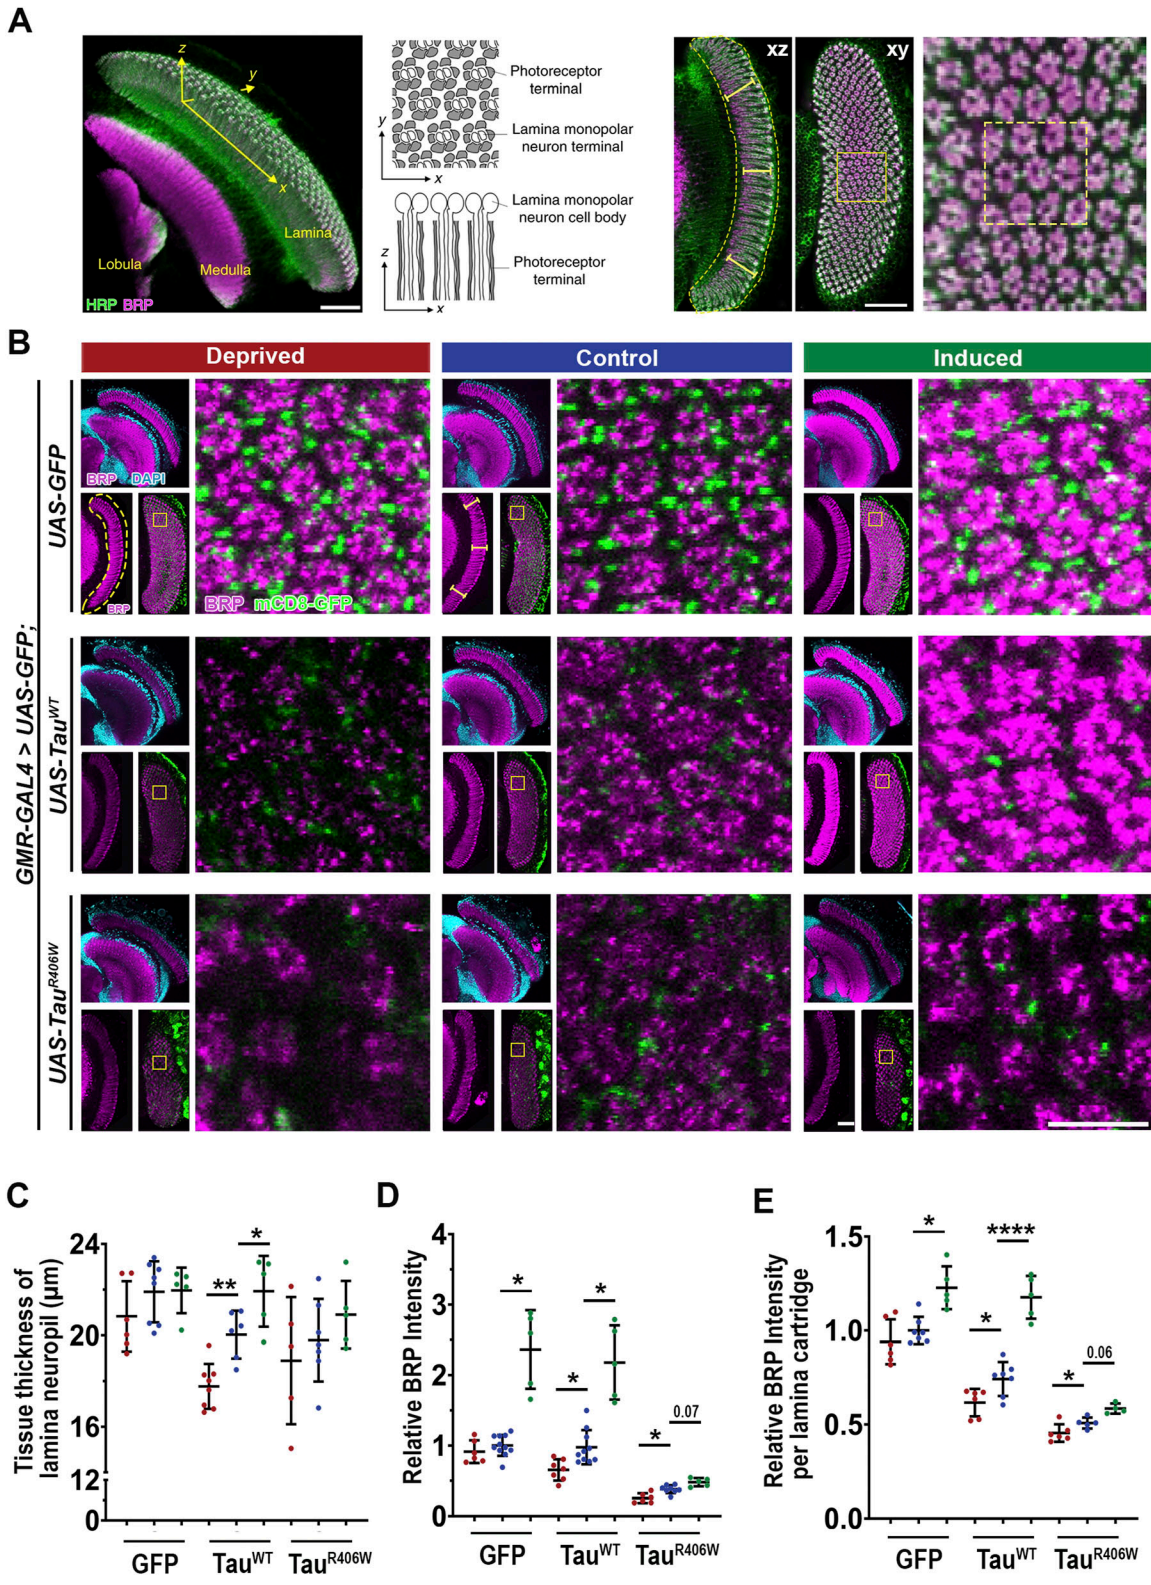 A
z
y
x
Lobula
Medulla
Lamina
HRP BRP
y
x
Photoreceptor
terminal
Lamina monopolar
neuron terminal
z
x
Lamina monopolar
neuron cell body
Photoreceptor
terminal
xz
xy
B
Deprived
Control
Induced
GMR-GAL4 > UAS-GFP;
UAS-GFP
BRP DAPI
BRP
BRP mCD8-GFP
UAS-Tau^WT
UAS-Tau^R406W
C
Tissue thickness of
lamina neuropil (µm)
24
20
16
12
0
**
*
GFP
Tau^WT
Tau^R406W
D
Relative BRP Intensity
4
3
2
1
0
*
*
*
*
0.07
GFP
Tau^WT
Tau^R406W
E
Relative BRP Intensity
per lamina cartridge
1.5
1.0
0.5
0.0
*
*
****
*
0.06
GFP
Tau^WT
Tau^R406W